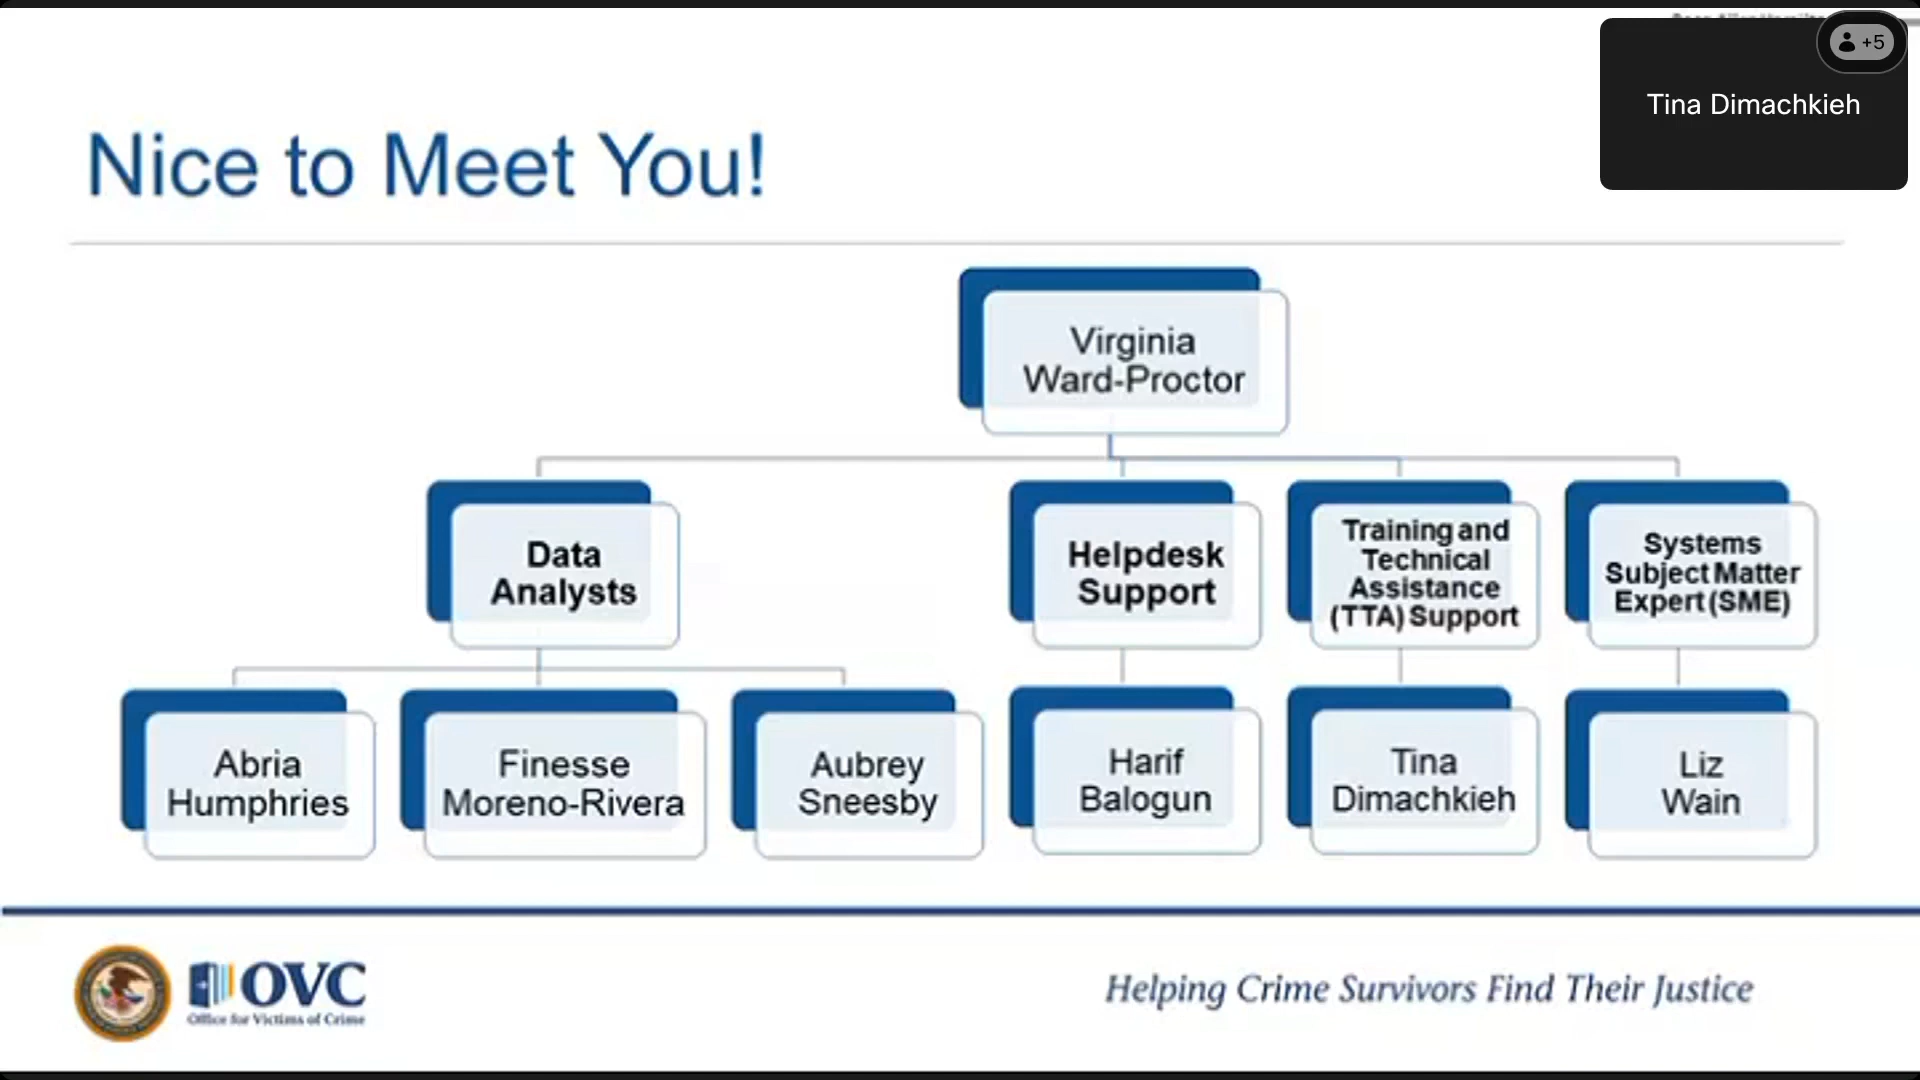 +5
Tina Dimachkieh
Nice to Meet You!
Virginia
Ward-Proctor
Data
Analysts
Helpdesk
Support
Training and
Technical
Assistance
(TTA) Support
Systems
Subject Matter
Expert (SME)
Abria
Humphries
Finesse
Moreno-Rivera
Aubrey
Sneesby
Harif
Balogun
Tina
Dimachkieh
Liz
Wain
OVC
Office for Victims of Crime
Helping Crime Survivors Find Their Justice